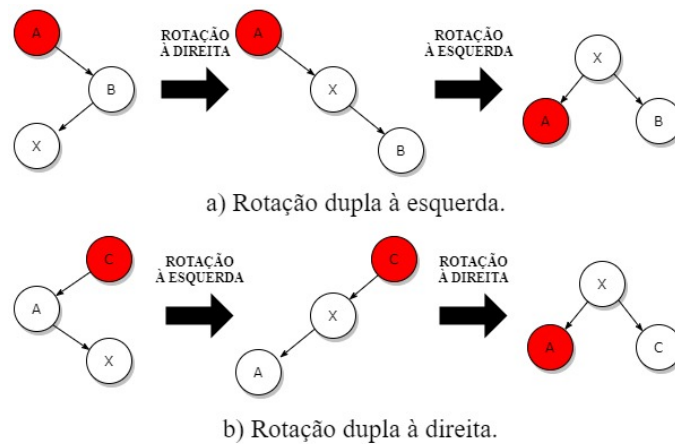 A
B
X
ROTAÇÃO
À DIREITA
A
X
B
ROTAÇÃO
À ESQUERDA
X
A
B
a) Rotação dupla à esquerda.
C
A
X
ROTAÇÃO
À ESQUERDA
C
X
A
ROTAÇÃO
À DIREITA
X
A
C
b) Rotação dupla à direita.